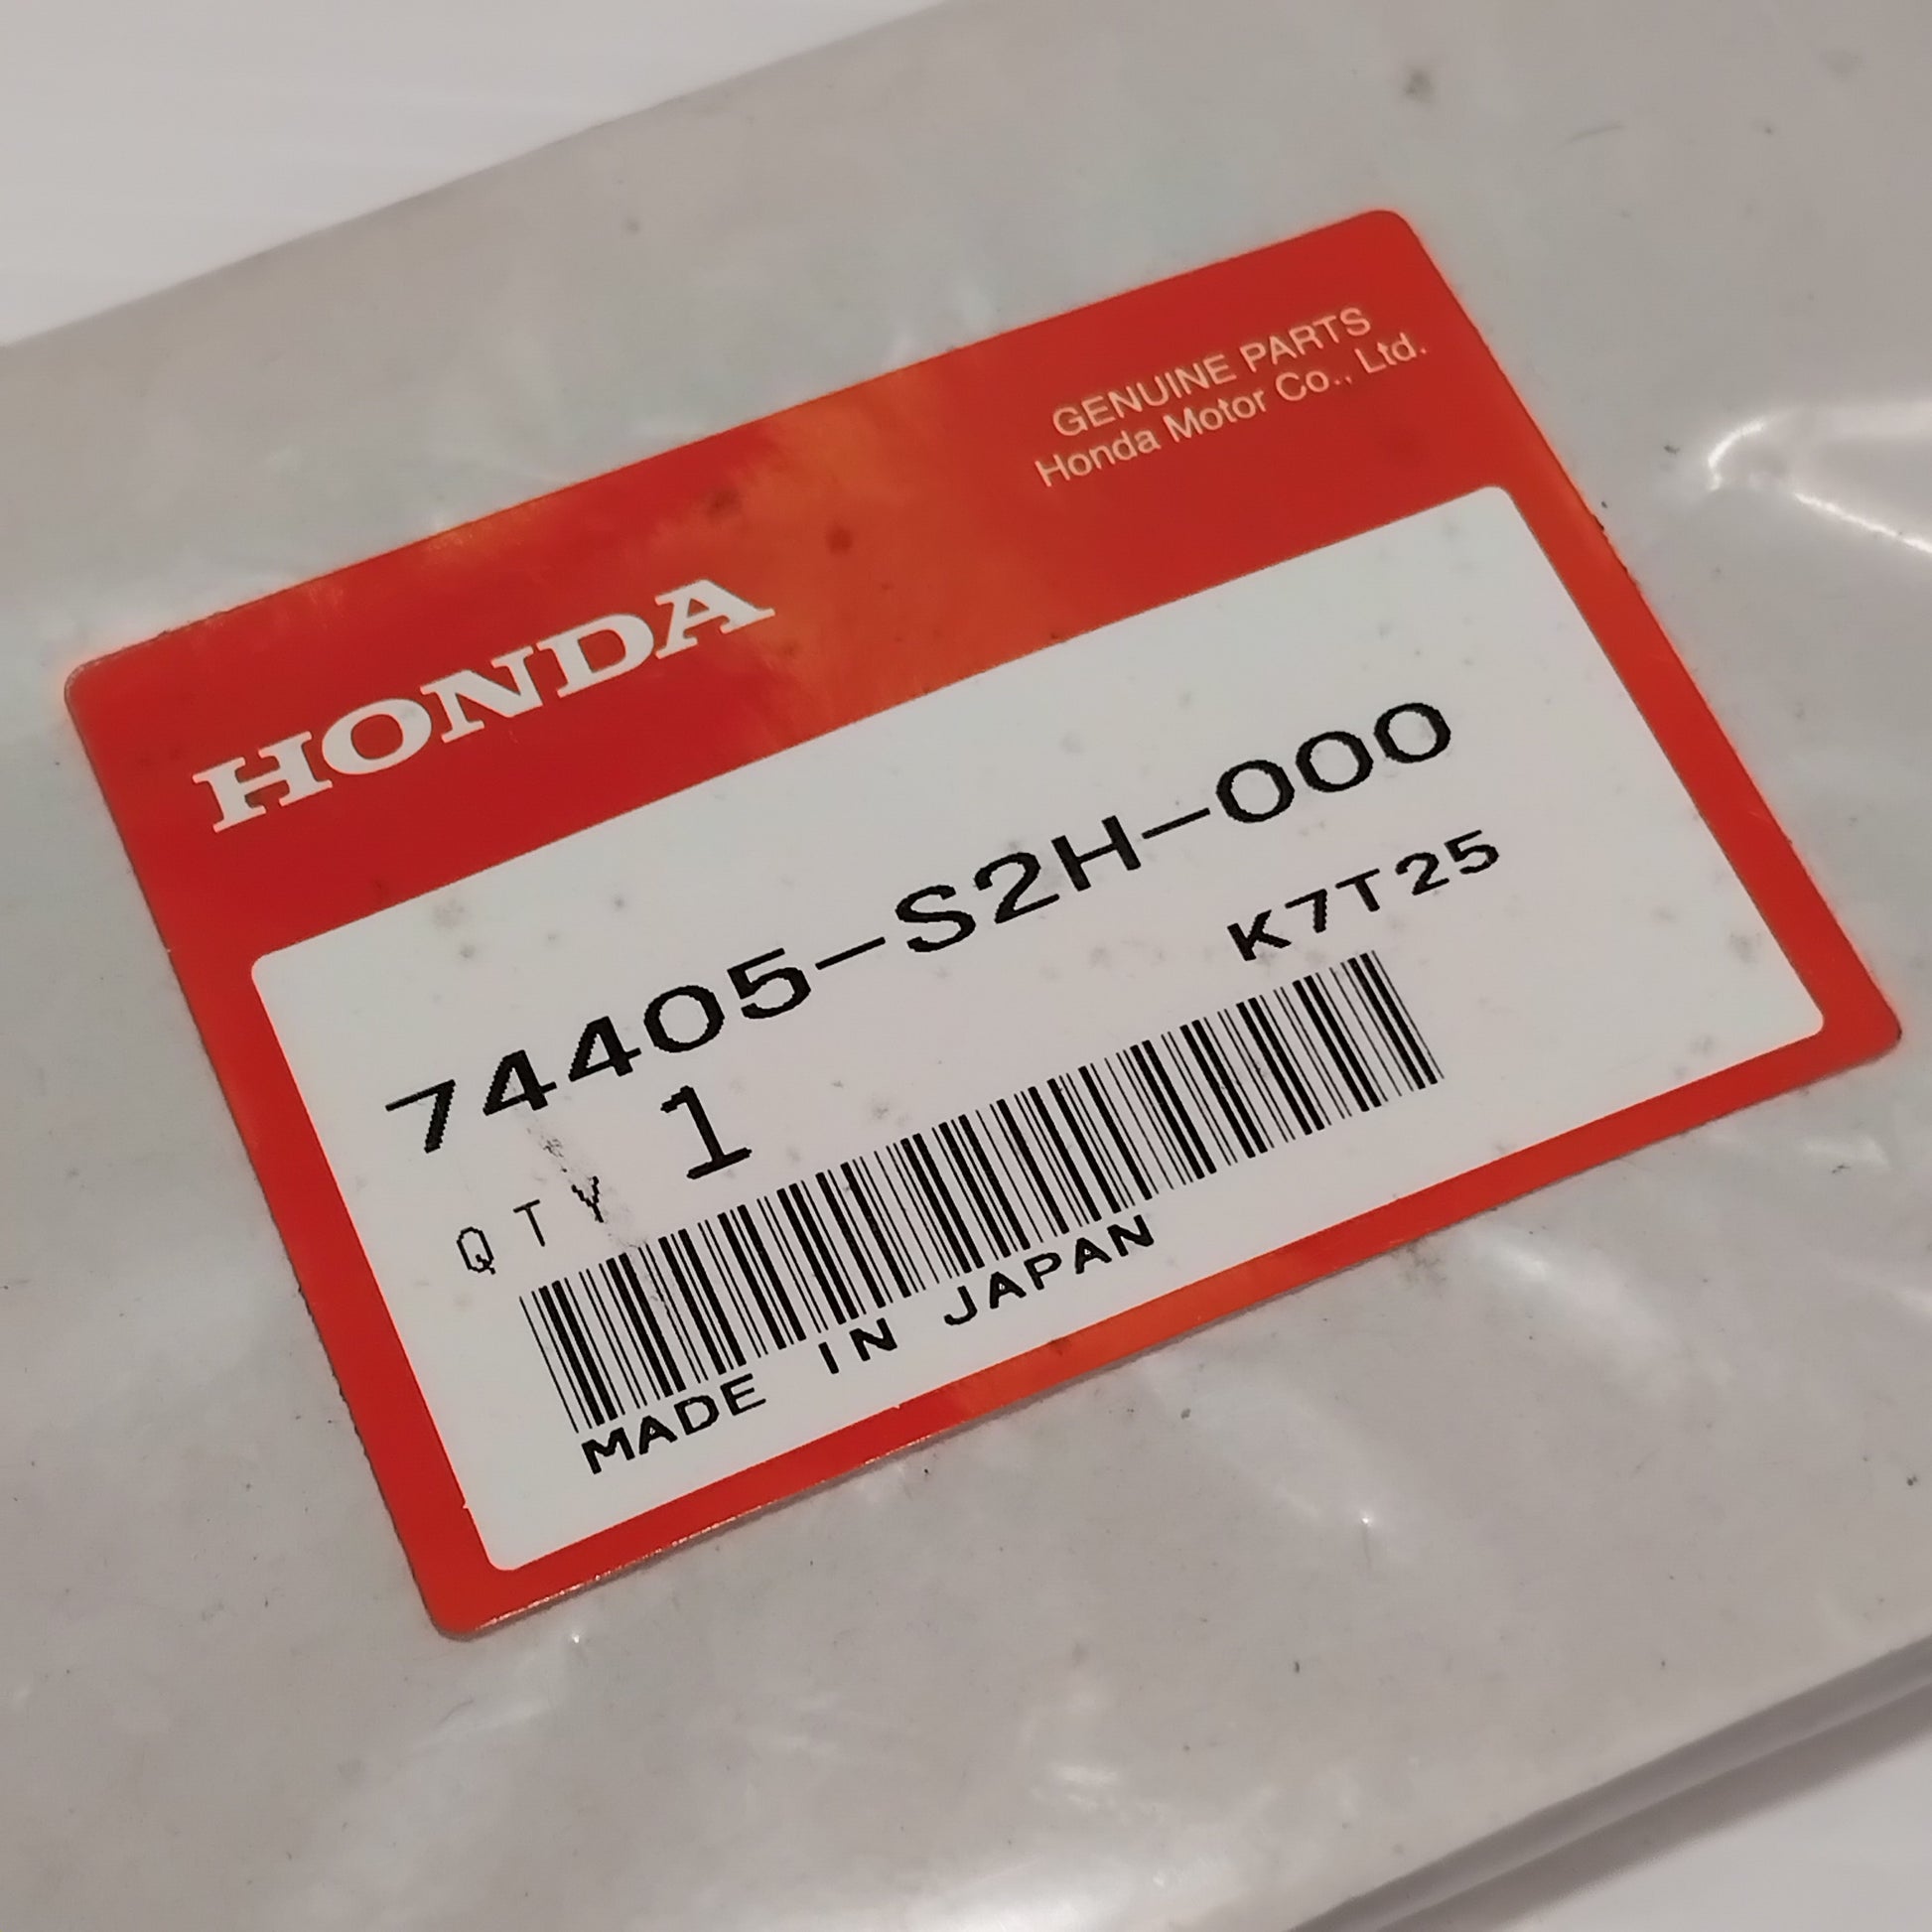 GENUINE PARTS
Honda Motor Co., Ltd.
HONDA
74405-S2H-000
QTY 1 K7T25
MADE IN JAPAN